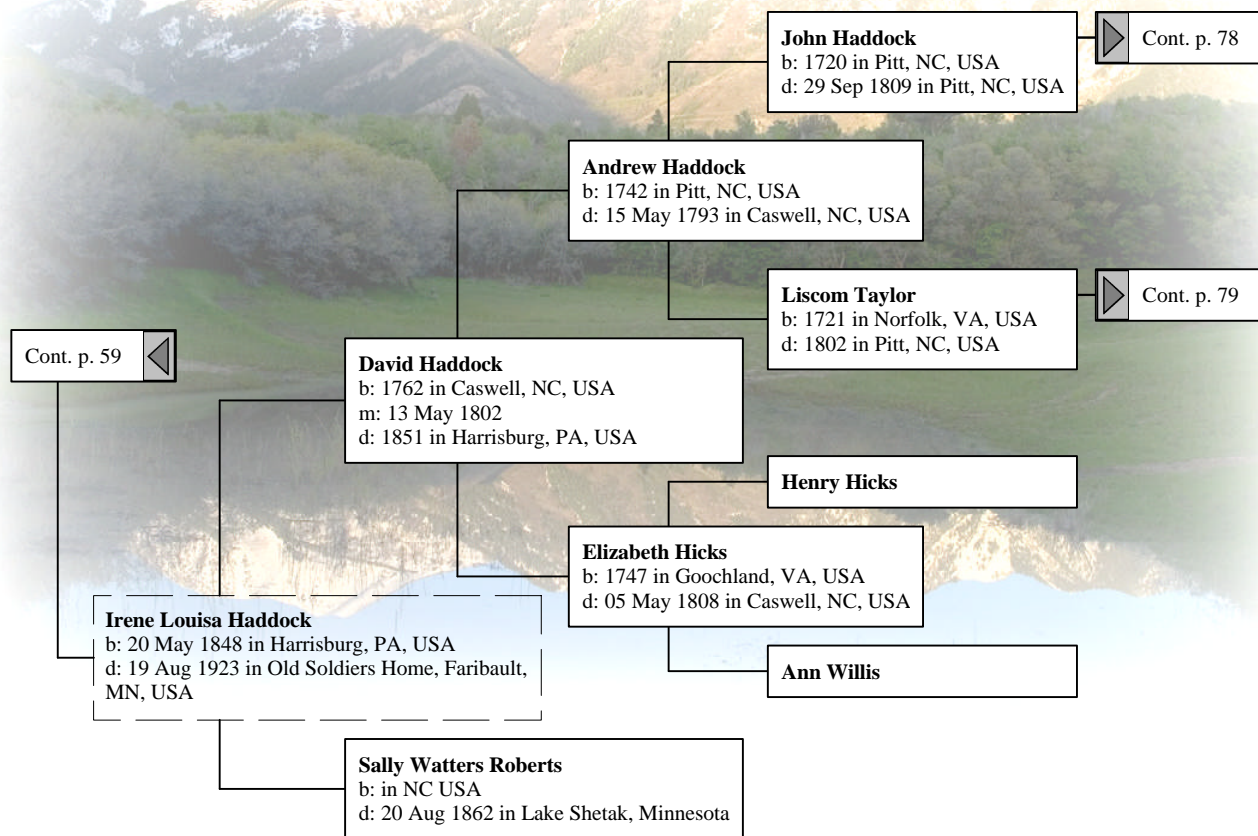 John Haddock
b: 1720 in Pitt, NC, USA
d: 29 Sep 1809 in Pitt, NC, USA
Cont. p. 78
Andrew Haddock
b: 1742 in Pitt, NC, USA
d: 15 May 1793 in Caswell, NC, USA
Liscom Taylor
b: 1721 in Norfolk, VA, USA
d: 1802 in Pitt, NC, USA
Cont. p. 79
Cont. p. 59
David Haddock
b: 1762 in Caswell, NC, USA
m: 13 May 1802
d: 1851 in Harrisburg, PA, USA
Henry Hicks
Elizabeth Hicks
b: 1747 in Goochland, VA, USA
d: 05 May 1808 in Caswell, NC, USA
Irene Louisa Haddock
b: 20 May 1848 in Harrisburg, PA, USA
d: 19 Aug 1923 in Old Soldiers Home, Faribault,
MN, USA
Ann Willis
Sally Watters Roberts
b: in NC USA
d: 20 Aug 1862 in Lake Shetak, Minnesota